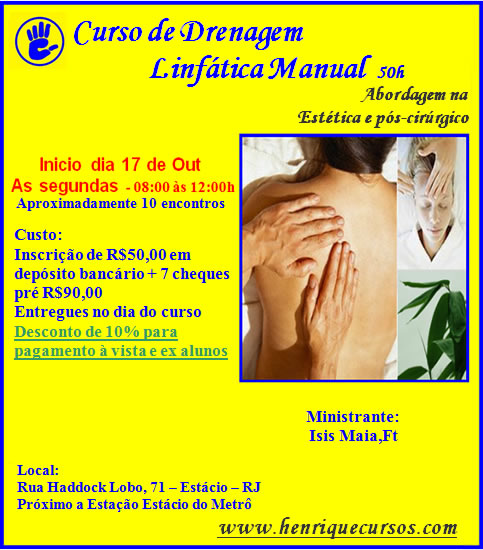 Curso de Drenagem
Linfática Manual 50h
Abordagem na
Estética e pós-cirúrgico
Inicio dia 17 de Out
As segundas - 08:00 às 12:00h
Aproximadamente 10 encontros
Custo:
Inscrição de R$50,00 em
depósito bancário + 7 cheques
pré R$90,00
Entregues no dia do curso
Desconto de 10% para
pagamento à vista e ex alunos
Ministrante:
Isis Maia,Ft
Local:
Rua Haddock Lobo, 71 – Estácio – RJ
Próximo a Estação Estácio do Metrô
www.henriquecursos.com